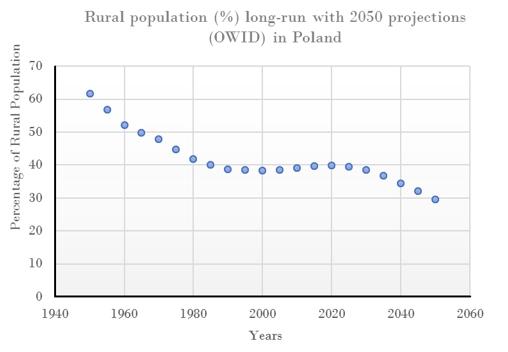 Rural population (%) long-run with 2050 projections
(OWID) in Poland
Percentage of Rural Population
70
60
50
40
30
20
10
0
1940 1960 1980 2000 2020 2040 2060
Years